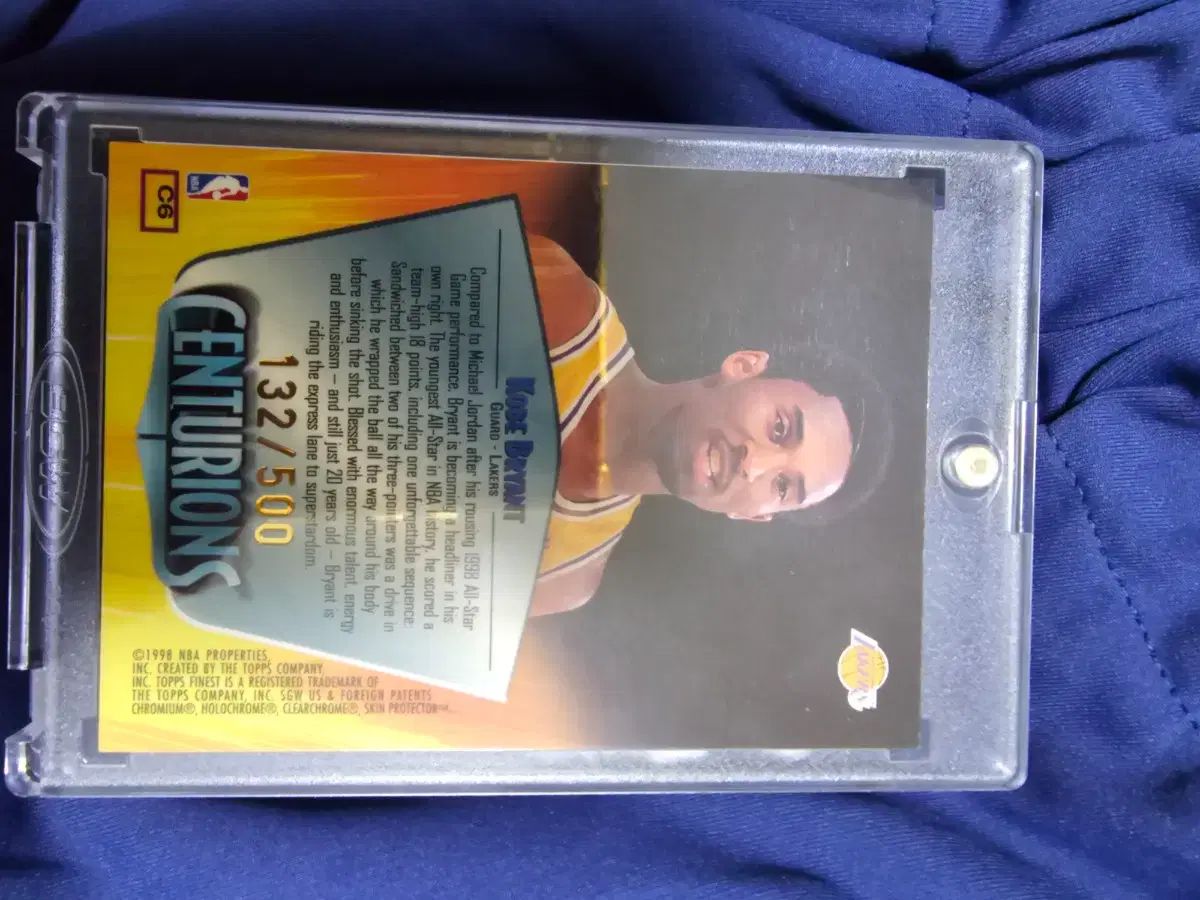 KOBE BRYANT
GUARD - LAKERS
Compared to Michael Jordan after his rousing 1998 All-Star
Game performance, Bryant is becoming a headliner in his
own right. The youngest All-Star in NBA history, he scored a
team-high 18 points, including one unforgettable sequence:
Sandwiched between two of his three-pointers was a drive in
which he wrapped the ball all the way around his body
before sinking the shot. Blessed with enormous talent, energy
and enthusiasm – and still just 20 years old – Bryant is
riding the express lane to superstardom.
132/500
CENTURIONS
NBA
C6
©1998 NBA PROPERTIES,
INC. CREATED BY THE TOPPS COMPANY,
INC. TOPPS FINEST IS A REGISTERED TRADEMARK OF
THE TOPPS COMPANY, INC. SGW US & FOREIGN PATENTS
CHROMIUM®, HOLOCHROME®, CLEARCHROME®, SKIN PROTECTOR™